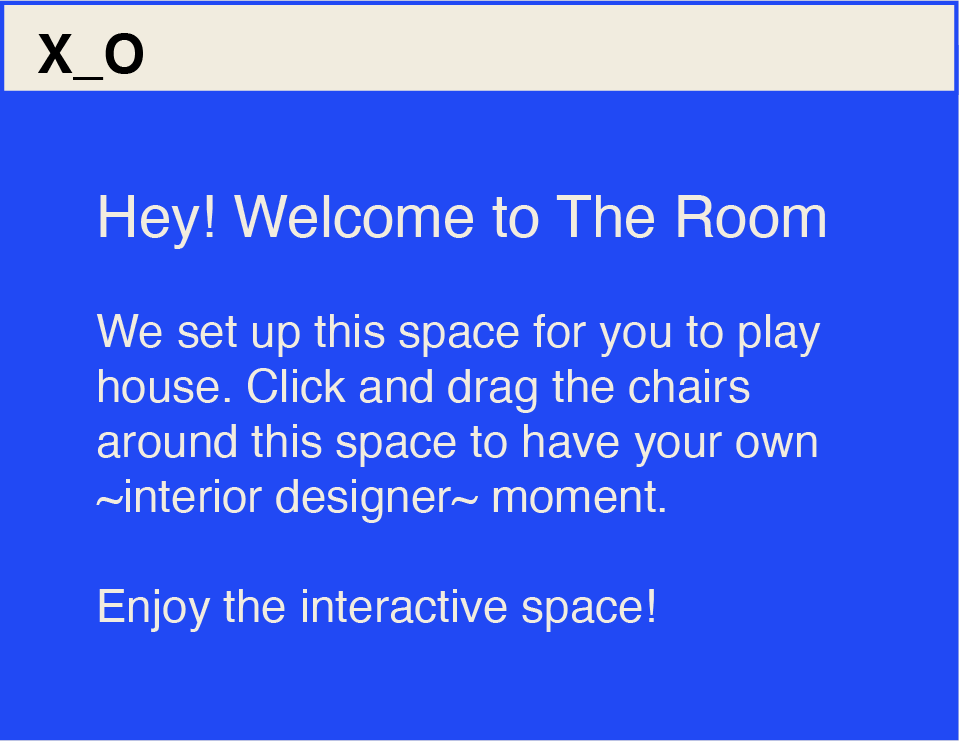 X_O
Hey! Welcome to The Room
We set up this space for you to play
house. Click and drag the chairs
around this space to have your own
~interior designer~ moment.
Enjoy the interactive space!